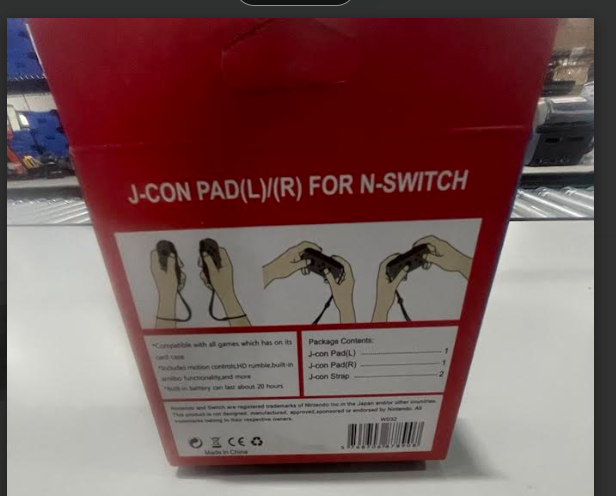 J-CON PAD(L)/(R) FOR N-SWITCH
*Compatible with all games which has on its
card case
*Includes motion controls,HD rumble,built-in
amiibo functionality,and more
*Built-in battery can last about 20 hours
Package Contents:
J-con Pad(L) 1
J-con Pad(R) 1
J-con Strap 2
Nintendo and Switch are registered trademarks of Nintendo Inc in the Japan and/or other countries.
This product is not designed, manufactured, approved,sponsored or endorsed by Nintendo. All
trademarks belong to their respective owners.
CE
Made In China